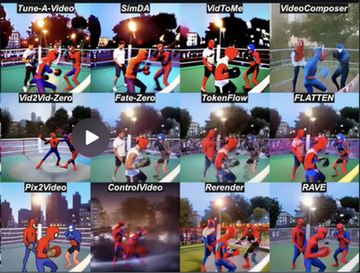 Tune-A-Video SimDA VidToMe VideoComposer
Vid2Vid-Zero Fate-Zero TokenFlow FLATTEN
Pix2Video ControlVideo Rerender RAVE